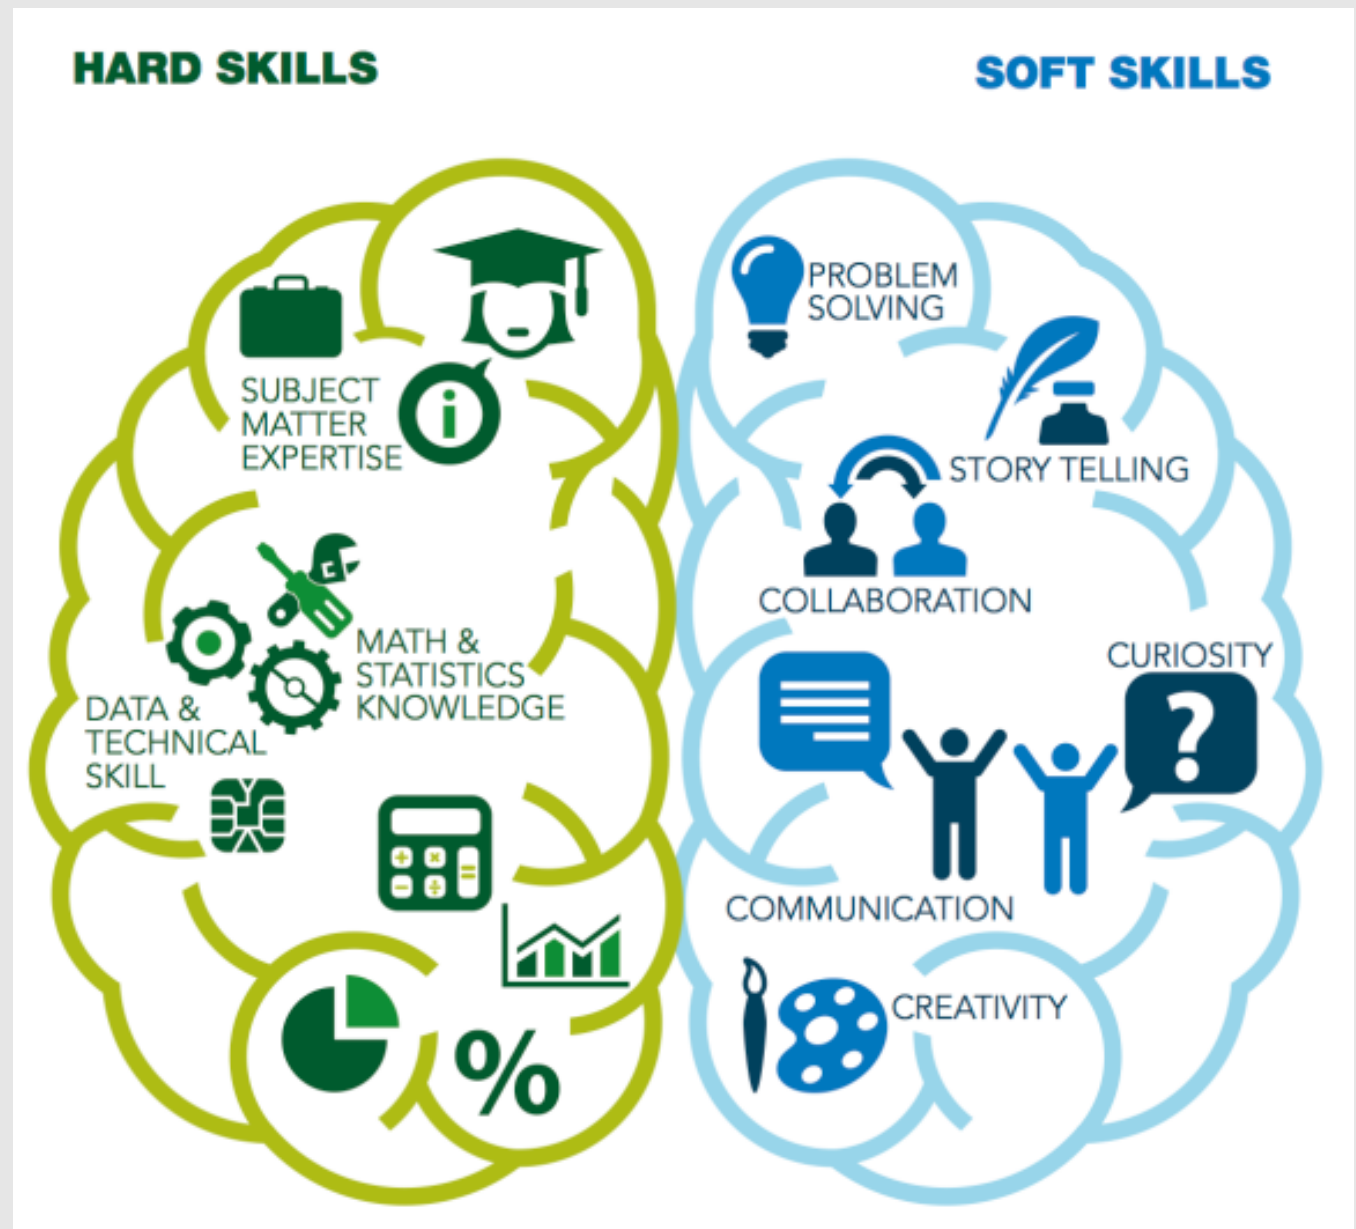 HARD SKILLS
SOFT SKILLS
SUBJECT
MATTER
EXPERTISE
i
MATH &
STATISTICS
KNOWLEDGE
DATA &
TECHNICAL
SKILL
+ × − ÷ =
%
PROBLEM
SOLVING
STORY TELLING
COLLABORATION
CURIOSITY
?
COMMUNICATION
CREATIVITY